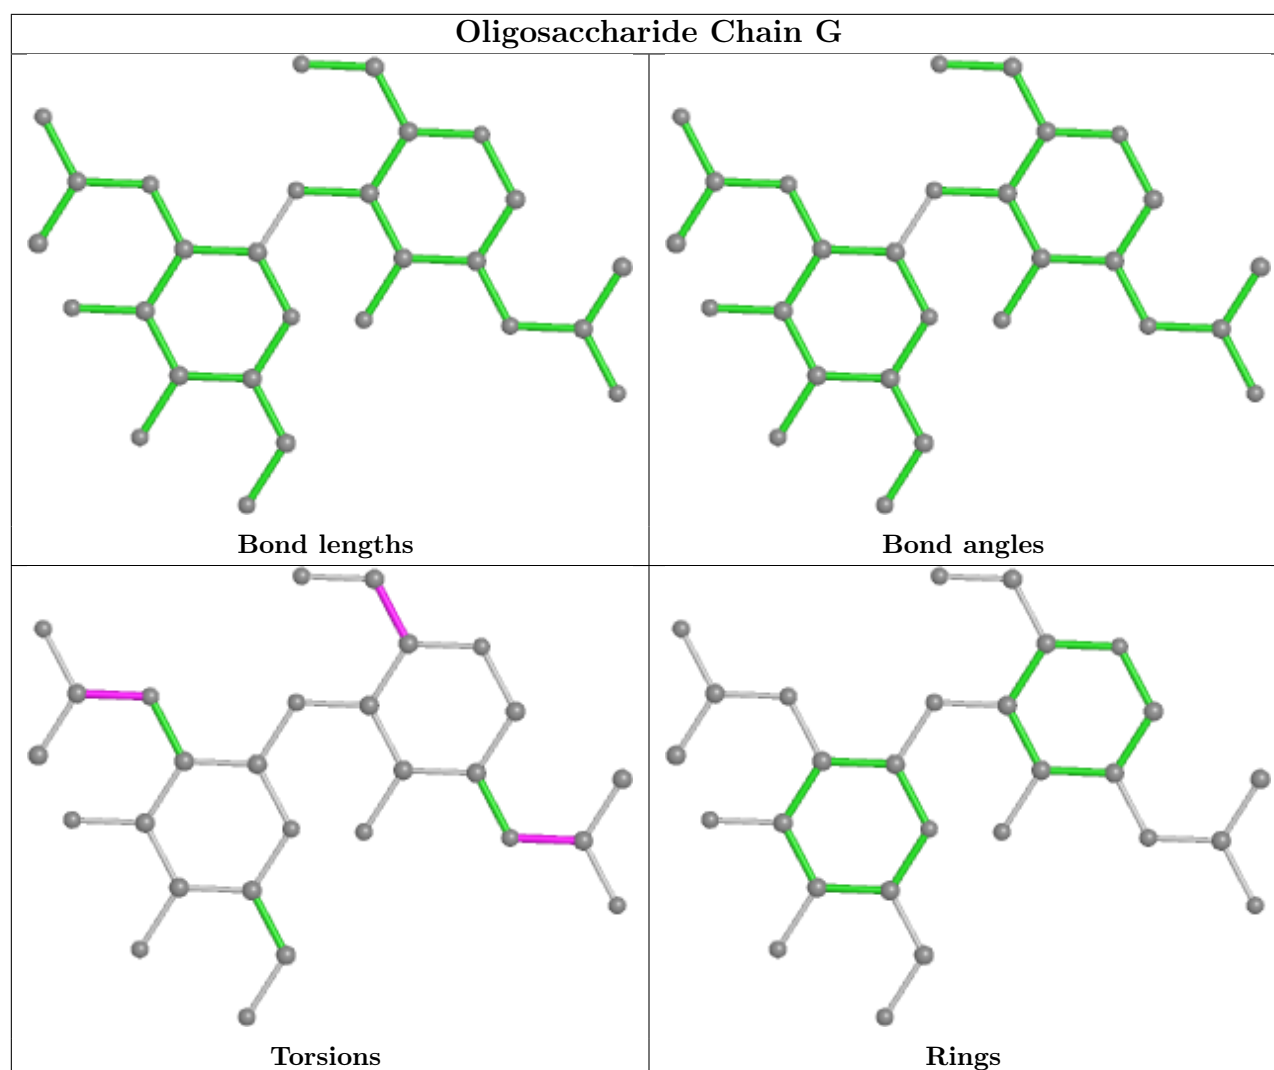 Oligosaccharide Chain G
Bond lengths
Bond angles
Torsions
Rings